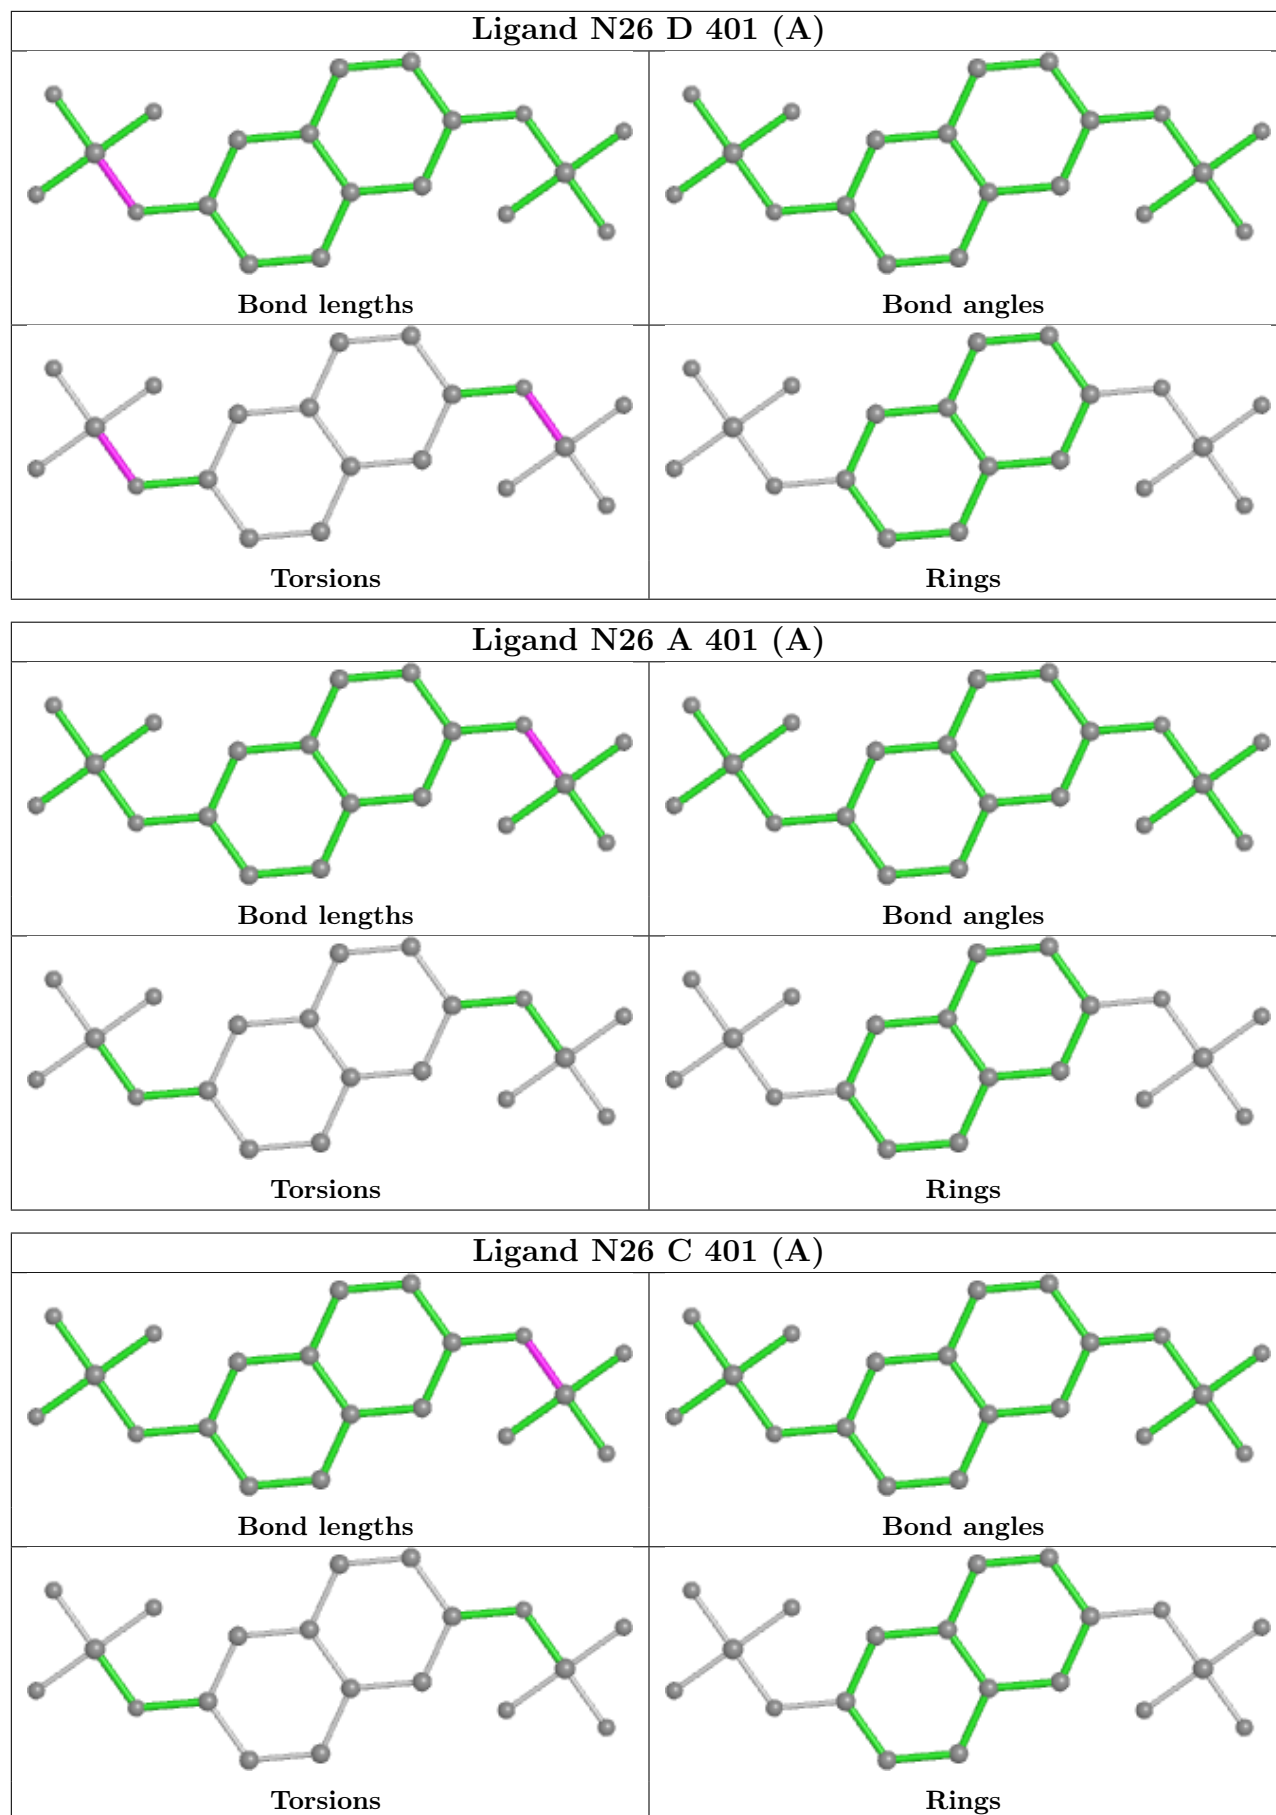 Ligand N26 D 401 (A)
Bond lengths
Bond angles
Torsions
Rings
Ligand N26 A 401 (A)
Bond lengths
Bond angles
Torsions
Rings
Ligand N26 C 401 (A)
Bond lengths
Bond angles
Torsions
Rings